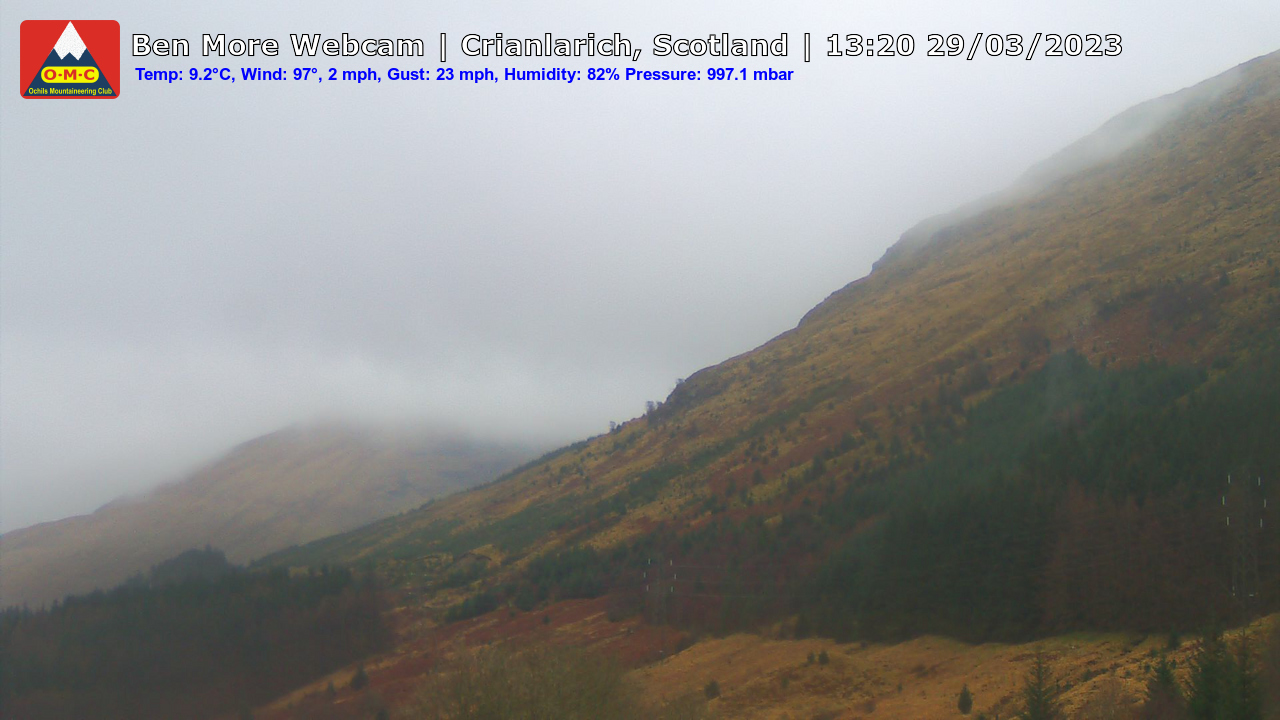 Ben More Webcam | Crianlarich, Scotland | 13:20 29/03/2023
Temp: 9.2°C, Wind: 97°, 2 mph, Gust: 23 mph, Humidity: 82% Pressure: 997.1 mbar
O-M-C
Ochils Mountaineering Club